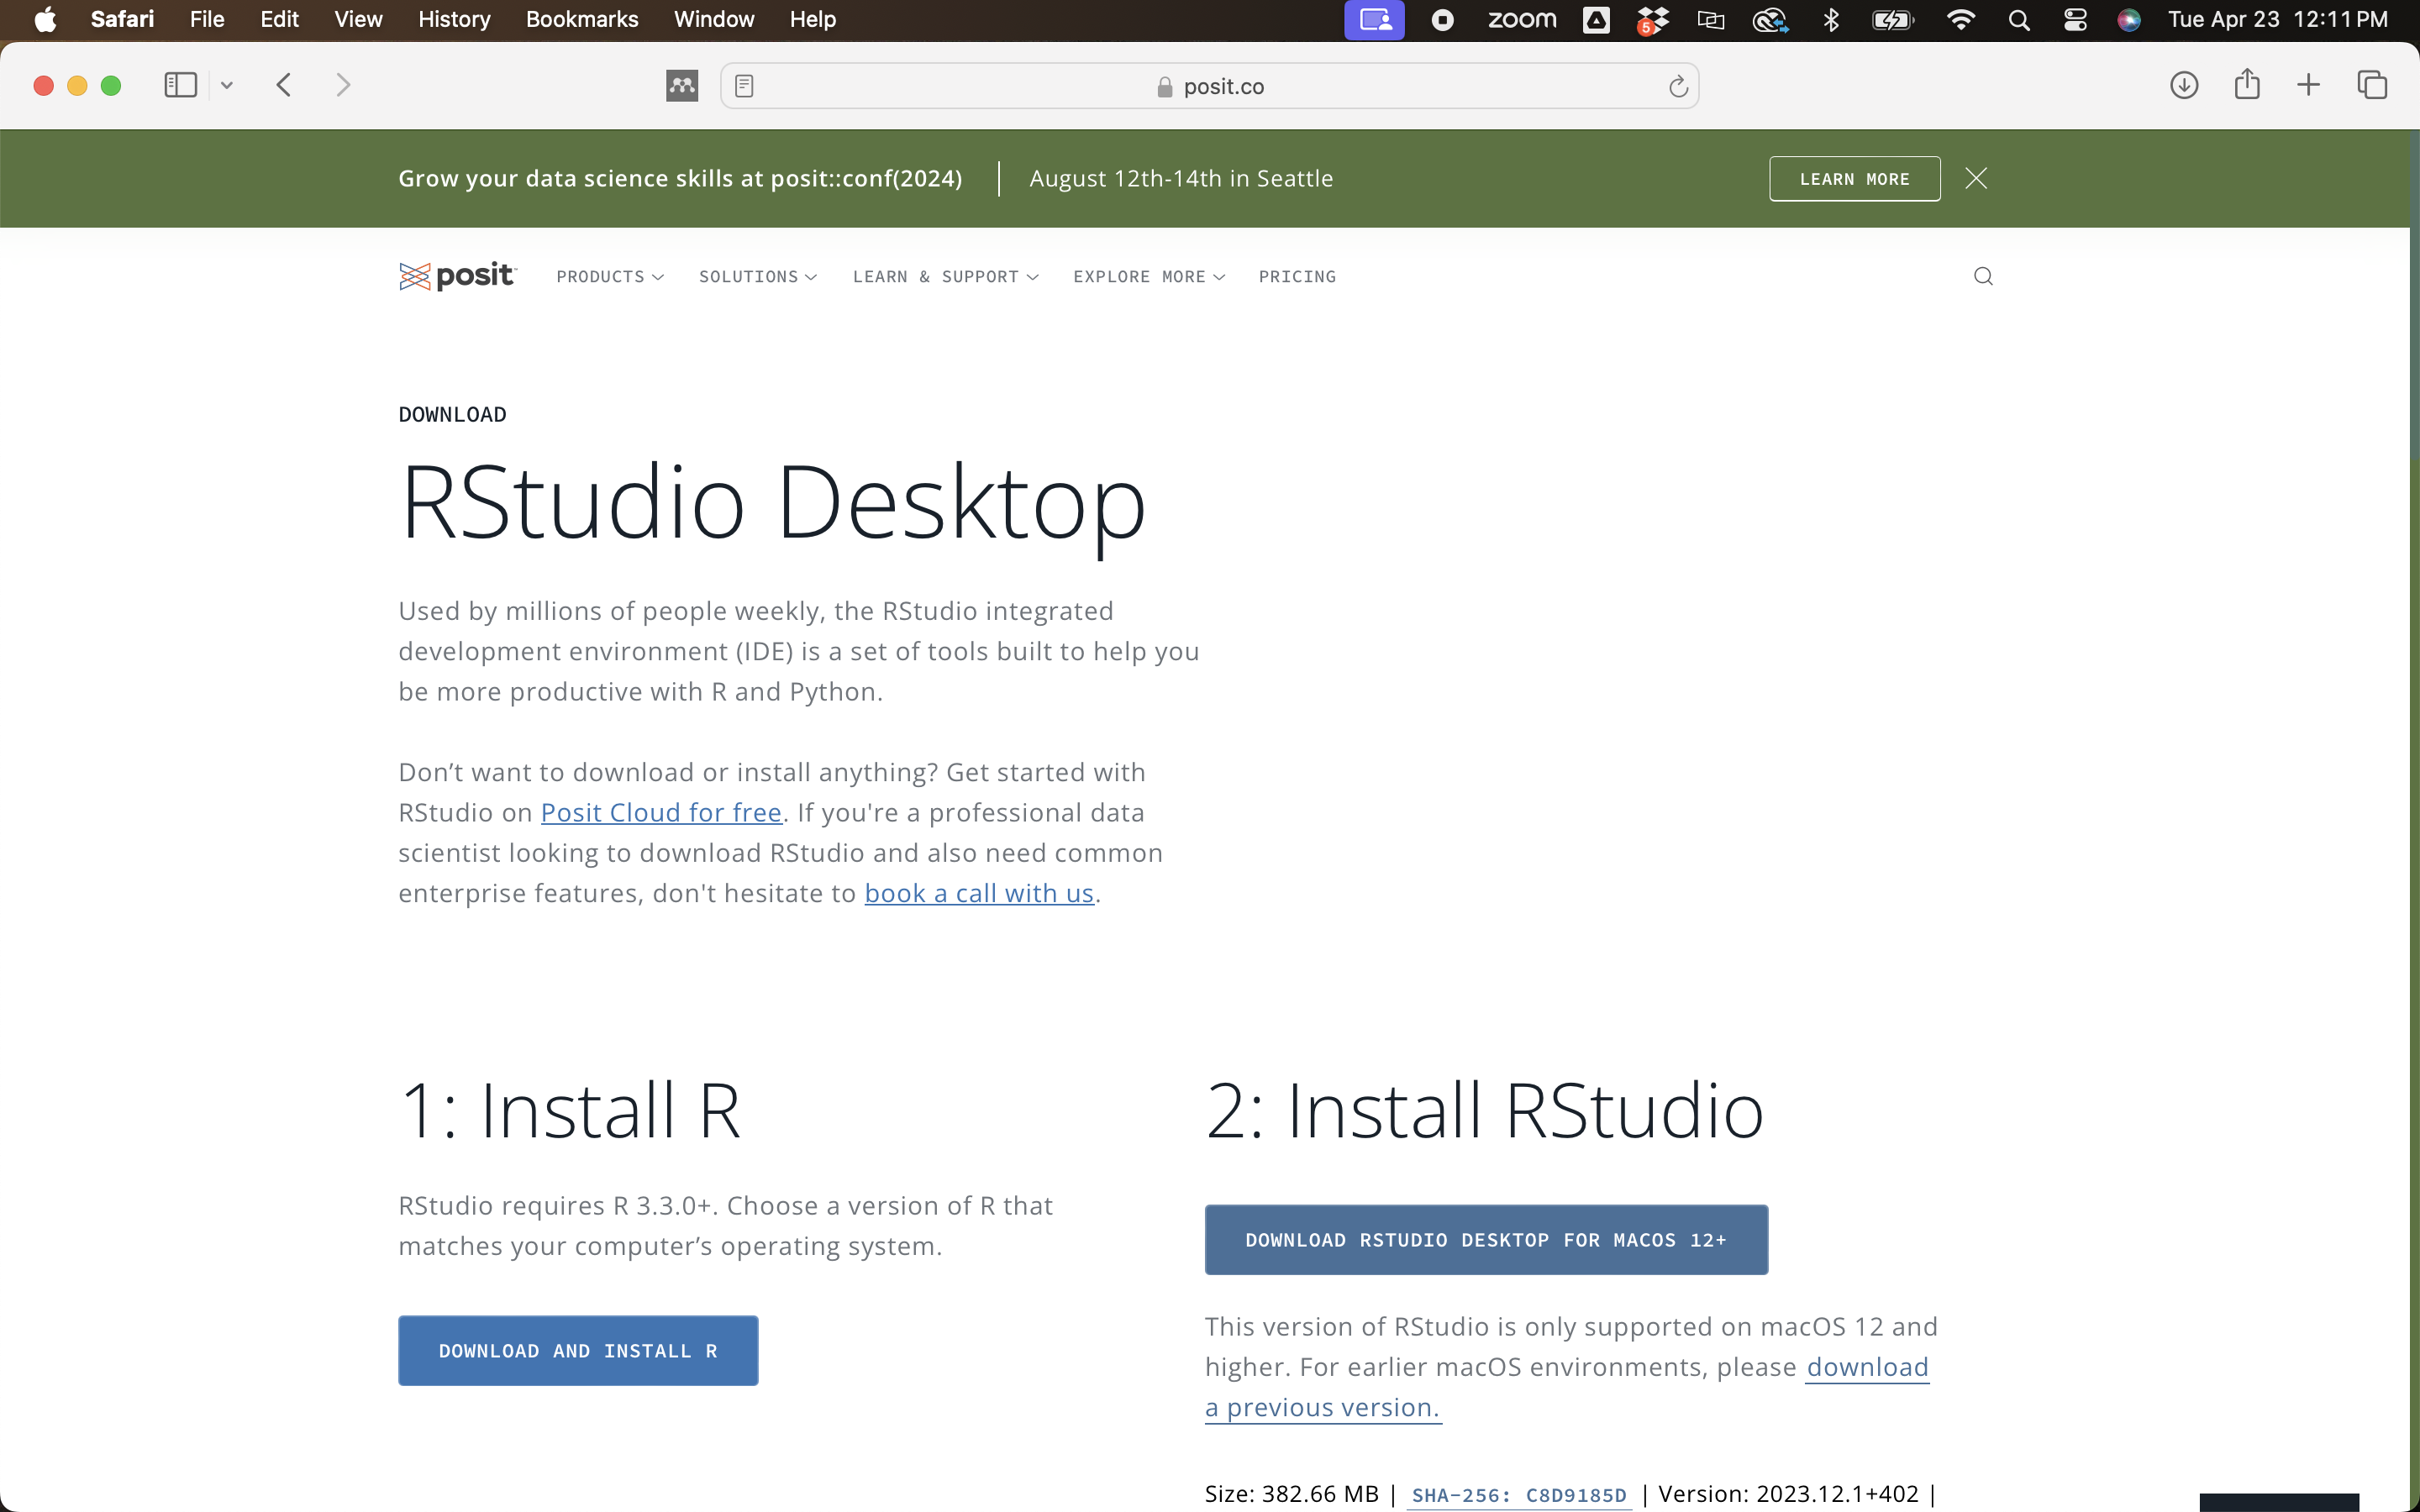 Safari File Edit View History Bookmarks Window Help zoom 5 Tue Apr 23 12:11 PM
posit.co
Grow your data science skills at posit::conf(2024) | August 12th-14th in Seattle LEARN MORE
posit PRODUCTS SOLUTIONS LEARN & SUPPORT EXPLORE MORE PRICING
DOWNLOAD
RStudio Desktop
Used by millions of people weekly, the RStudio integrated
development environment (IDE) is a set of tools built to help you
be more productive with R and Python.
Don’t want to download or install anything? Get started with
RStudio on Posit Cloud for free. If you're a professional data
scientist looking to download RStudio and also need common
enterprise features, don't hesitate to book a call with us.
1: Install R
RStudio requires R 3.3.0+. Choose a version of R that
matches your computer’s operating system.
DOWNLOAD AND INSTALL R
2: Install RStudio
DOWNLOAD RSTUDIO DESKTOP FOR MACOS 12+
This version of RStudio is only supported on macOS 12 and
higher. For earlier macOS environments, please download
a previous version.
Size: 382.66 MB | SHA-256: C8D9185D | Version: 2023.12.1+402 |